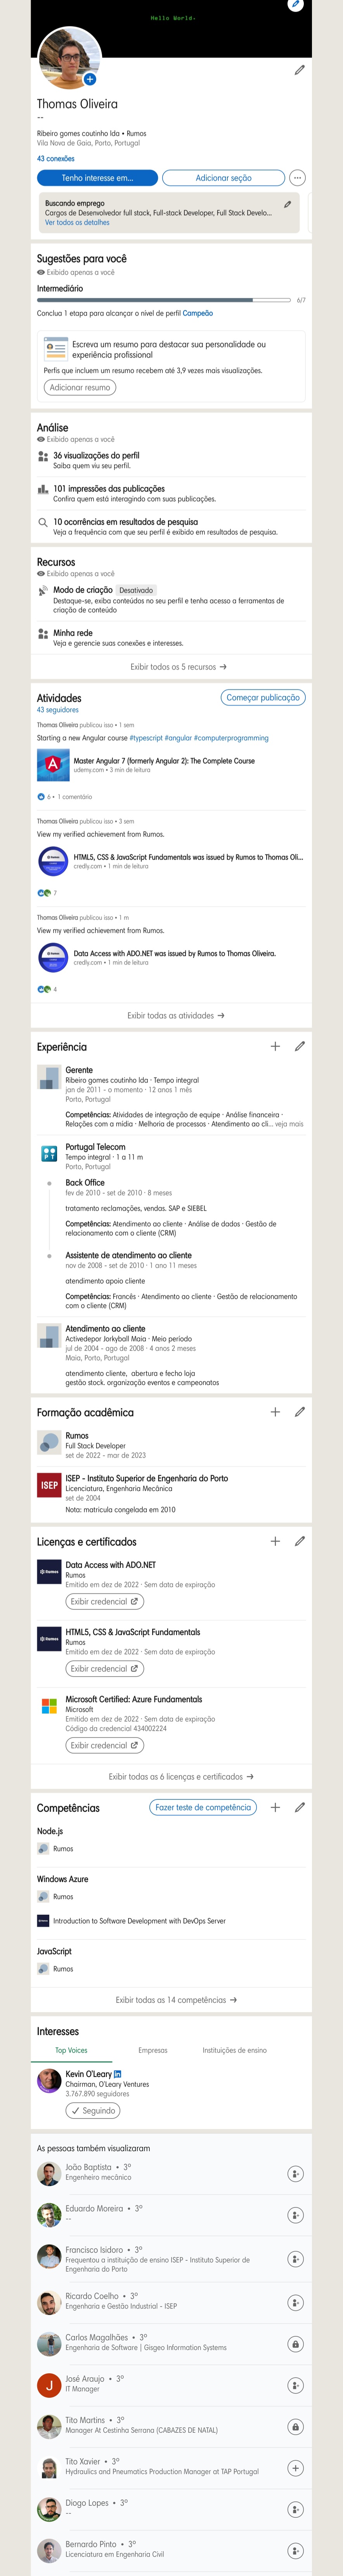 Hello World.
Thomas Oliveira
--
Ribeiro gomes coutinho lda • Rumos
Vila Nova de Gaia, Porto, Portugal
43 conexões
Tenho interesse em...
Adicionar seção
Buscando emprego
Cargos de Desenvolvedor full stack, Full-stack Developer, Full Stack Develo...
Ver todos os detalhes
Sugestões para você
Exibido apenas a você
Intermediário
6/7
Conclua 1 etapa para alcançar o nível de perfil Campeão
Escreva um resumo para destacar sua personalidade ou
experiência profissional
Perfis que incluem um resumo recebem até 3,9 vezes mais visualizações.
Adicionar resumo
Análise
Exibido apenas a você
36 visualizações do perfil
Saiba quem viu seu perfil.
101 impressões das publicações
Confira quem está interagindo com suas publicações.
10 ocorrências em resultados de pesquisa
Veja a frequência com que seu perfil é exibido em resultados de pesquisa.
Recursos
Exibido apenas a você
Modo de criação Desativado
Destaque-se, exiba conteúdos no seu perfil e tenha acesso a ferramentas de
criação de conteúdo
Minha rede
Veja e gerencie suas conexões e interesses.
Exibir todos os 5 recursos →
Atividades
Começar publicação
43 seguidores
Thomas Oliveira publicou isso • 1 sem
Starting a new Angular course #typescript #angular #computerprogramming
Master Angular 7 (formerly Angular 2): The Complete Course
udemy.com • 3 min de leitura
6 • 1 comentário
Thomas Oliveira publicou isso • 3 sem
View my verified achievement from Rumos.
HTML5, CSS & JavaScript Fundamentals was issued by Rumos to Thomas Oli...
credly.com • 1 min de leitura
7
Thomas Oliveira publicou isso • 1 m
View my verified achievement from Rumos.
Data Access with ADO.NET was issued by Rumos to Thomas Oliveira.
credly.com • 1 min de leitura
4
Exibir todas as atividades →
Experiência
Gerente
Ribeiro gomes coutinho lda · Tempo integral
jan de 2011 - o momento · 12 anos 1 mês
Porto, Portugal
Competências: Atividades de integração de equipe · Análise financeira ·
Relações com a mídia · Melhoria de processos · Atendimento ao cli... veja mais
Portugal Telecom
Tempo integral · 1 a 11 m
Porto, Portugal
Back Office
fev de 2010 - set de 2010 · 8 meses
tratamento reclamações, vendas. SAP e SIEBEL
Competências: Atendimento ao cliente · Análise de dados · Gestão de
relacionamento com o cliente (CRM)
Assistente de atendimento ao cliente
nov de 2008 - set de 2010 · 1 ano 11 meses
atendimento apoio cliente
Competências: Francês · Atendimento ao cliente · Gestão de relacionamento
com o cliente (CRM)
Atendimento ao cliente
Activedepor Jorkyball Maia · Meio período
jul de 2004 - ago de 2008 · 4 anos 2 meses
Maia, Porto, Portugal
atendimento cliente, abertura e fecho loja
gestão stock. organização eventos e campeonatos
Formação acadêmica
Rumos
Full Stack Developer
set de 2022 - mar de 2023
ISEP
ISEP - Instituto Superior de Engenharia do Porto
Licenciatura, Engenharia Mecânica
set de 2004
Nota: matricula congelada em 2010
Licenças e certificados
Rumos
Data Access with ADO.NET
Rumos
Emitido em dez de 2022 · Sem data de expiração
Exibir credencial
Rumos
HTML5, CSS & JavaScript Fundamentals
Rumos
Emitido em dez de 2022 · Sem data de expiração
Exibir credencial
Microsoft Certified: Azure Fundamentals
Microsoft
Emitido em dez de 2022 · Sem data de expiração
Código da credencial 434002224
Exibir credencial
Exibir todas as 6 licenças e certificados →
Competências
Fazer teste de competência
Node.js
Rumos
Windows Azure
Rumos
Introduction to Software Development with DevOps Server
JavaScript
Rumos
Exibir todas as 14 competências →
Interesses
Top Voices
Empresas
Instituições de ensino
Kevin O'Leary in
Chairman, O'Leary Ventures
3.767.890 seguidores
Seguindo
As pessoas também visualizaram
João Baptista • 3º
Engenheiro mecânico
Eduardo Moreira • 3º
--
Francisco Isidoro • 3º
Frequentou a instituição de ensino ISEP - Instituto Superior de
Engenharia do Porto
Ricardo Coelho • 3º
Engenharia e Gestão Industrial - ISEP
Carlos Magalhães • 3º
Engenharia de Software | Gisgeo Information Systems
J
José Araujo • 3º
IT Manager
Tito Martins • 3º
Manager At Cestinha Serrana (CABAZES DE NATAL)
Tito Xavier • 3º
Hydraulics and Pneumatics Production Manager at TAP Portugal
Diogo Lopes • 3º
--
Bernardo Pinto • 3º
Licenciatura em Engenharia Civil